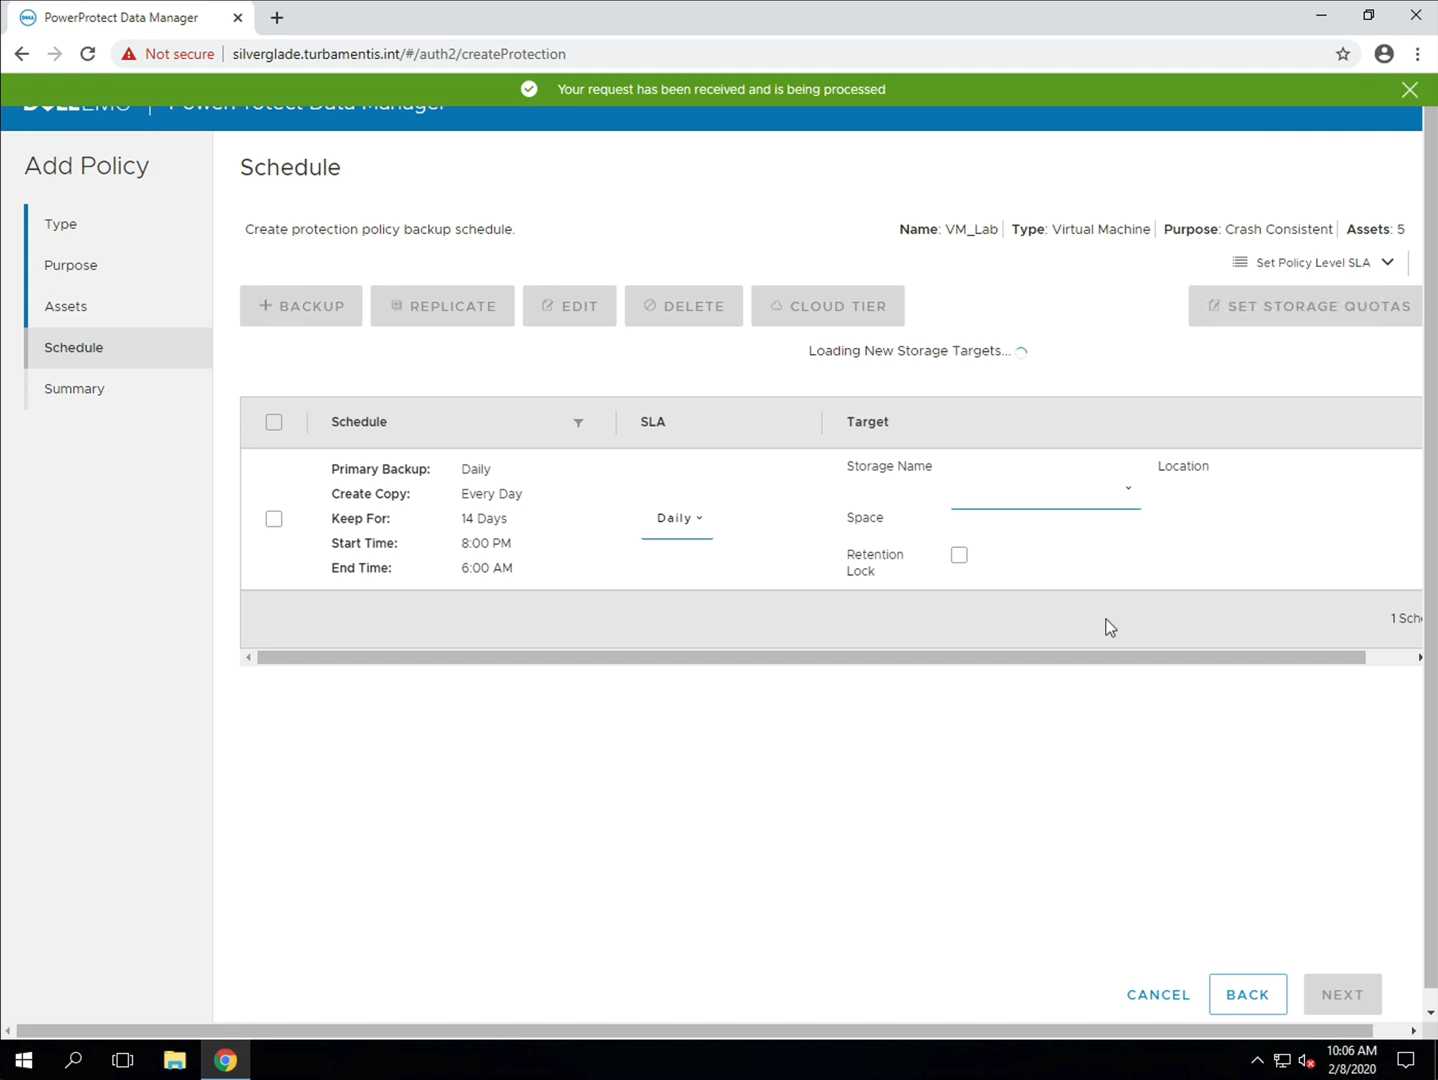 PowerProtect Data Manager
Not secure
silverglade.turbamentis.int/#/auth2/createProtection
Your request has been received and is being processed
DELLEMC | PowerProtect Data Manager
Add Policy
Type
Purpose
Assets
Schedule
Summary
Schedule
Create protection policy backup schedule.
Name: VM_Lab | Type: Virtual Machine | Purpose: Crash Consistent | Assets: 5
Set Policy Level SLA
+ BACKUP
REPLICATE
EDIT
DELETE
CLOUD TIER
SET STORAGE QUOTAS
Loading New Storage Targets...
Schedule
SLA
Target
Primary Backup: Daily
Create Copy: Every Day
Keep For: 14 Days
Start Time: 8:00 PM
End Time: 6:00 AM
Daily
Storage Name
Location
Space
Retention
Lock
1 Sch
CANCEL
BACK
NEXT
10:06 AM
2/8/2020